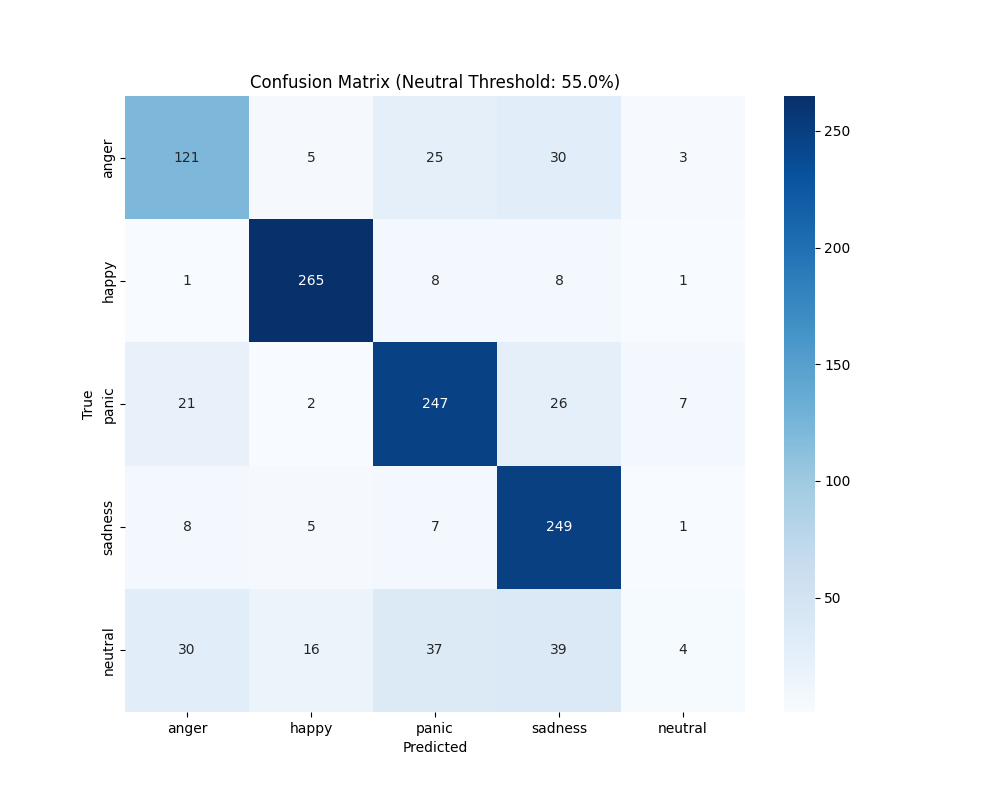 Confusion Matrix (Neutral Threshold: 55.0%)
anger 121 5 25 30 3
happy 1 265 8 8 1
panic 21 2 247 26 7
sadness 8 5 7 249 1
neutral 30 16 37 39 4
anger happy panic sadness neutral
Predicted
True
250
200
150
100
50